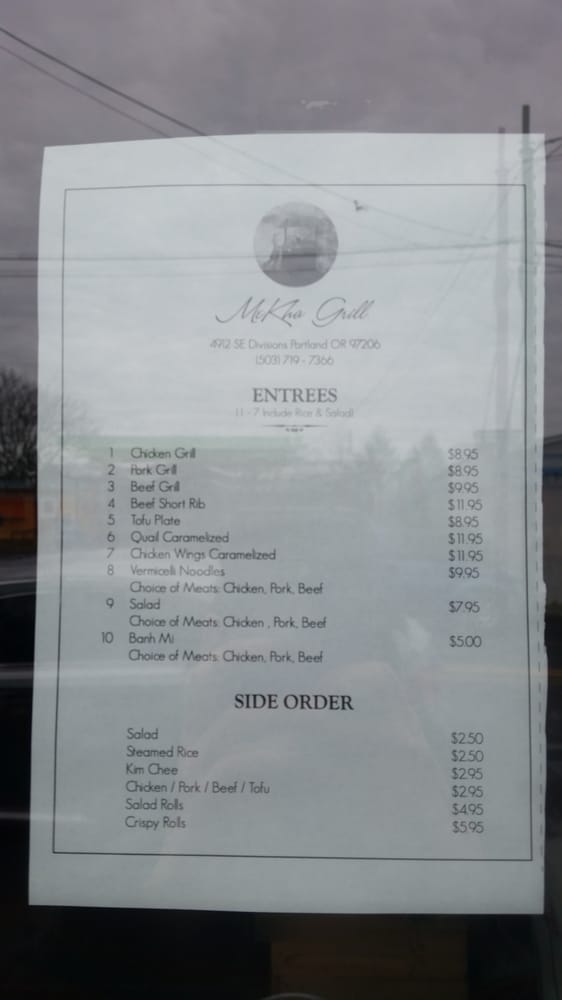 McKha Grill
4912 SE Divisions Portland OR 97206
(503) 719 - 7366
ENTREES
(1 - 7 Include Rice & Salad)
1 Chicken Grill $8.95
2 Pork Grill $8.95
3 Beef Grill $9.95
4 Beef Short Rib $11.95
5 Tofu Plate $8.95
6 Quail Caramelized $11.95
7 Chicken Wings Caramelized $11.95
8 Vermicelli Noodles $9.95
Choice of Meats: Chicken, Pork, Beef
9 Salad $7.95
Choice of Meats: Chicken , Pork, Beef
10 Banh Mi $5.00
Choice of Meats: Chicken, Pork, Beef
SIDE ORDER
Salad $2.50
Steamed Rice $2.50
Kim Chee $2.95
Chicken / Pork / Beef / Tofu $2.95
Salad Rolls $4.95
Crispy Rolls $5.95